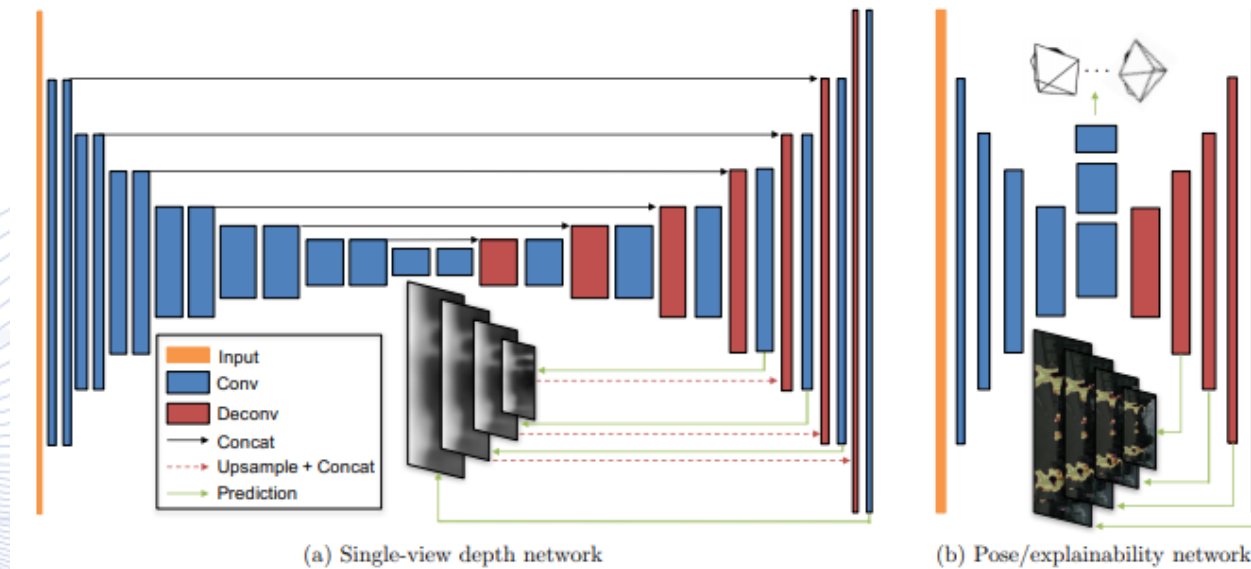 Input
Conv
Deconv
Concat
Upsample + Concat
Prediction
(a) Single-view depth network
(b) Pose/explainability network